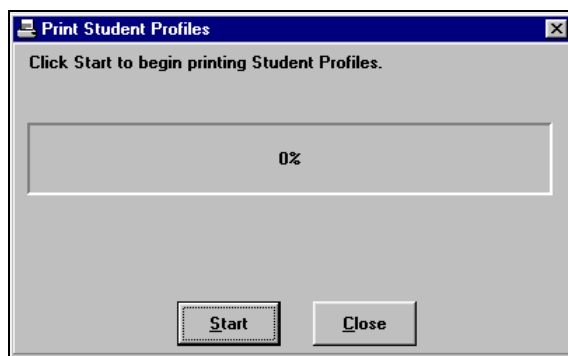 Print Student Profiles
Click Start to begin printing Student Profiles.
0%
Start
Close